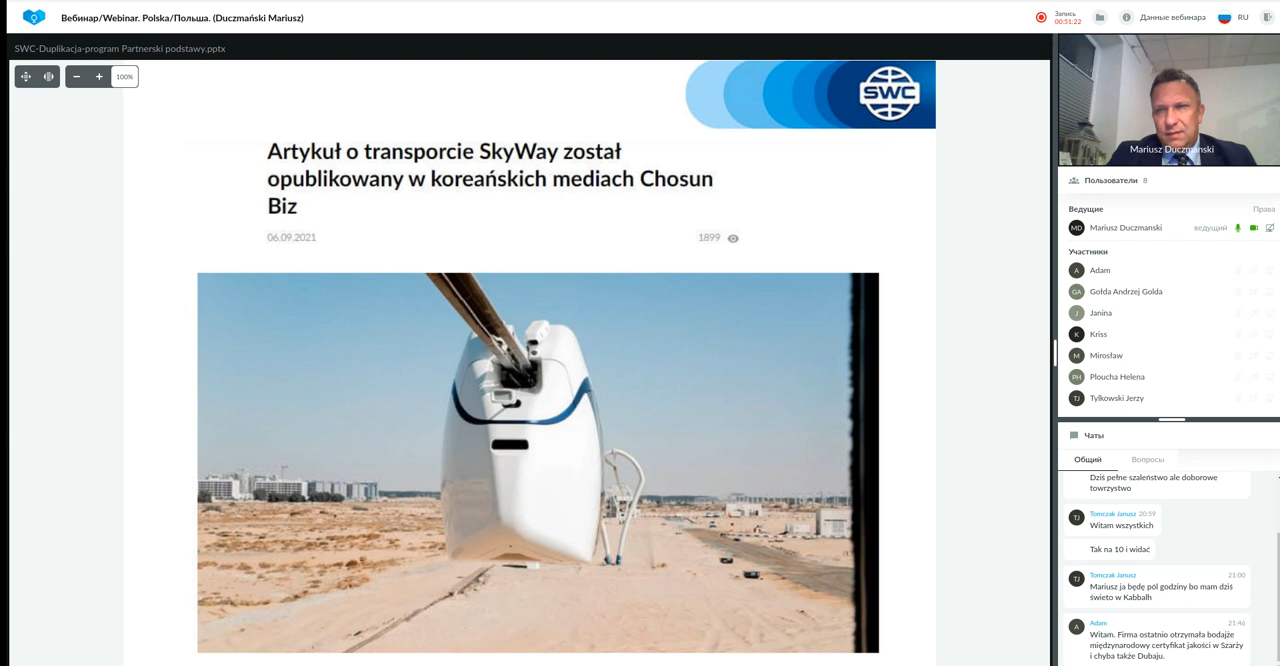 Вебинар/Webinar. Polska/Польша. (Duczmański Mariusz)
Запись
00:51:22
Данные вебинара
RU
SWC-Duplikacja-program Partnerski podstawy.pptx
100%
SWC
Artykuł o transporcie SkyWay został
opublikowany w koreańskich mediach Chosun
Biz
06.09.2021
1899
Mariusz Duczmanski
Пользователи 8
Ведущие
Права
MD Mariusz Duczmanski ведущий
Участники
A Adam
GA Gołda Andrzej Golda
J Janina
K Kriss
M Mirosław
PH Ploucha Helena
TJ Tylkowski Jerzy
Чаты
Общий Вопросы
Dziś pełne szaleństwo ale doborowe
towrzystwo
TJ Tomczak Janusz 20:59
Witam wszystkich
Tak na 10 i widać
TJ Tomczak Janusz 21:00
Mariusz ja będę pól godziny bo mam dziś
świeto w Kabbalh
A Adam 21:46
Witam. Firma ostatnio otrzymała bodajże
międzynarodowy certyfikat jakości w Szarży
i chyba także Dubaju.